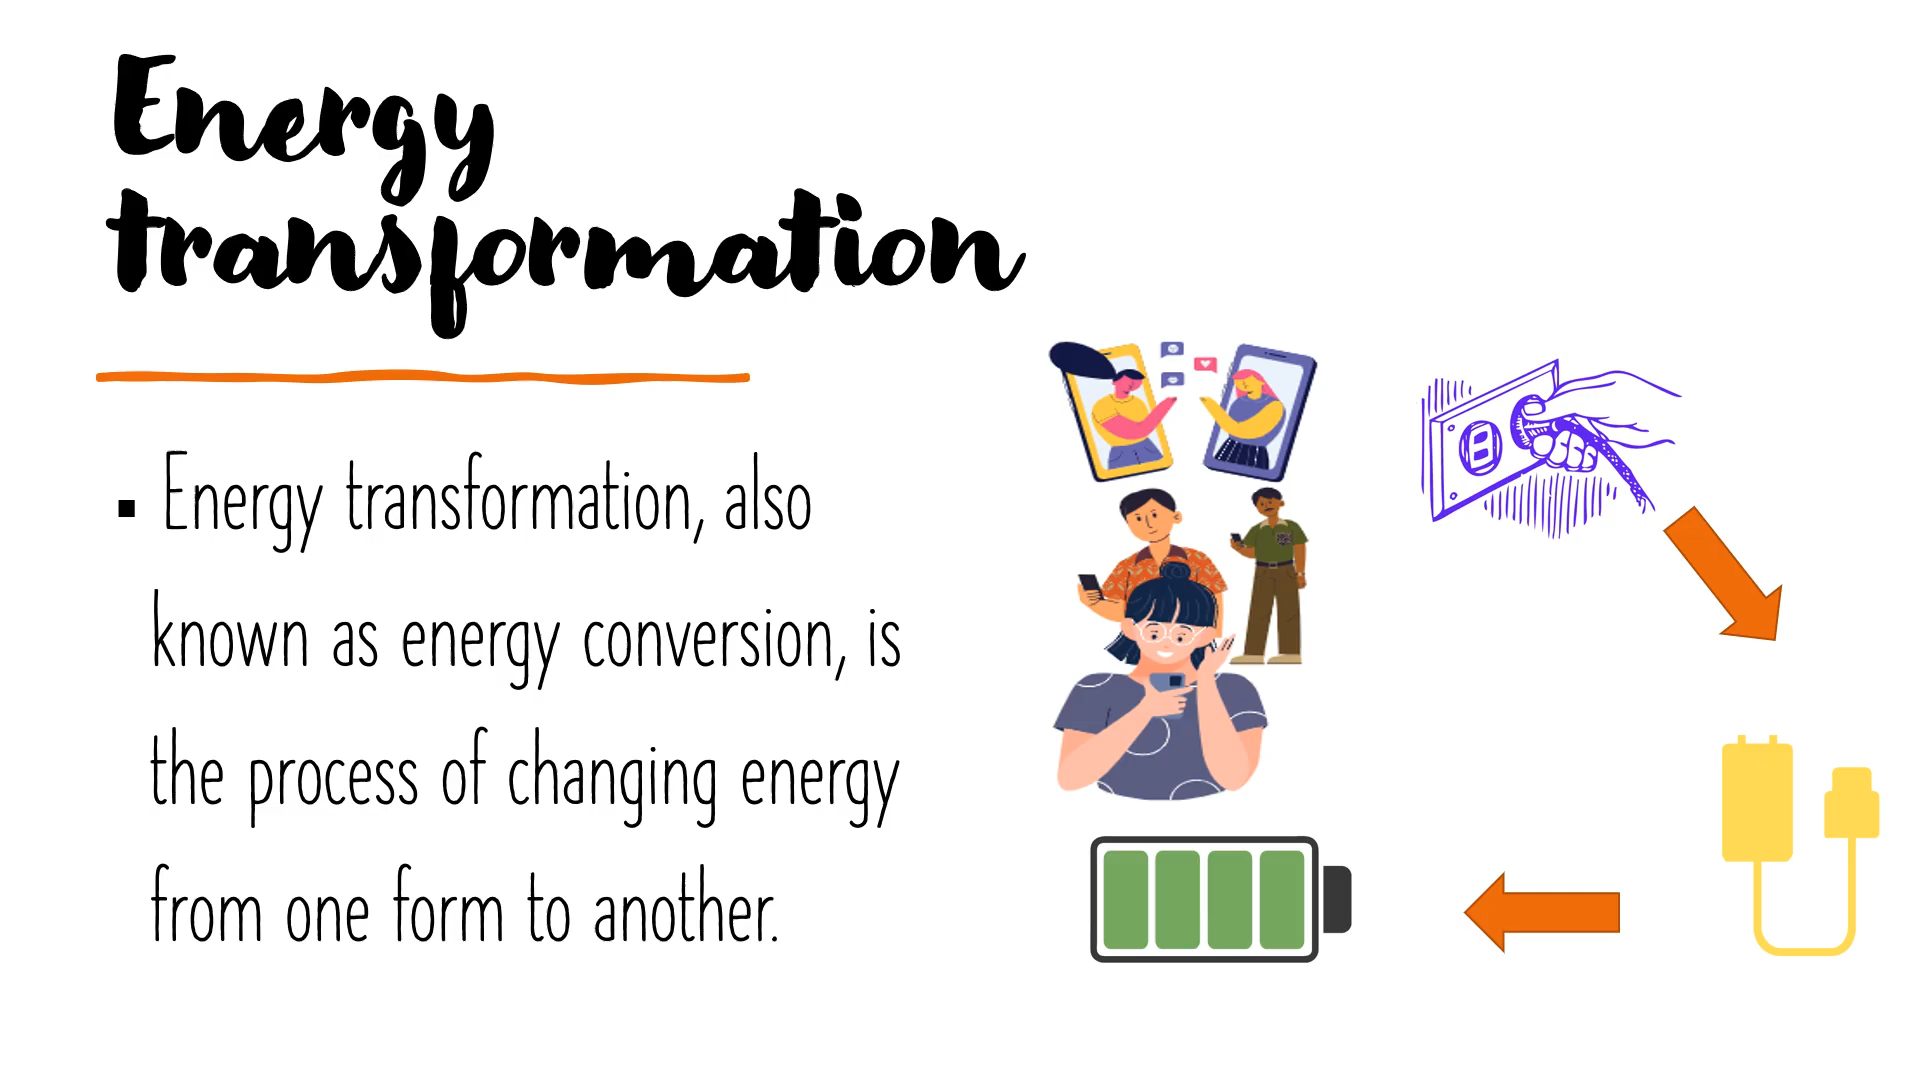 Energy
transformation
▪ Energy transformation, also
known as energy conversion, is
the process of changing energy
from one form to another.